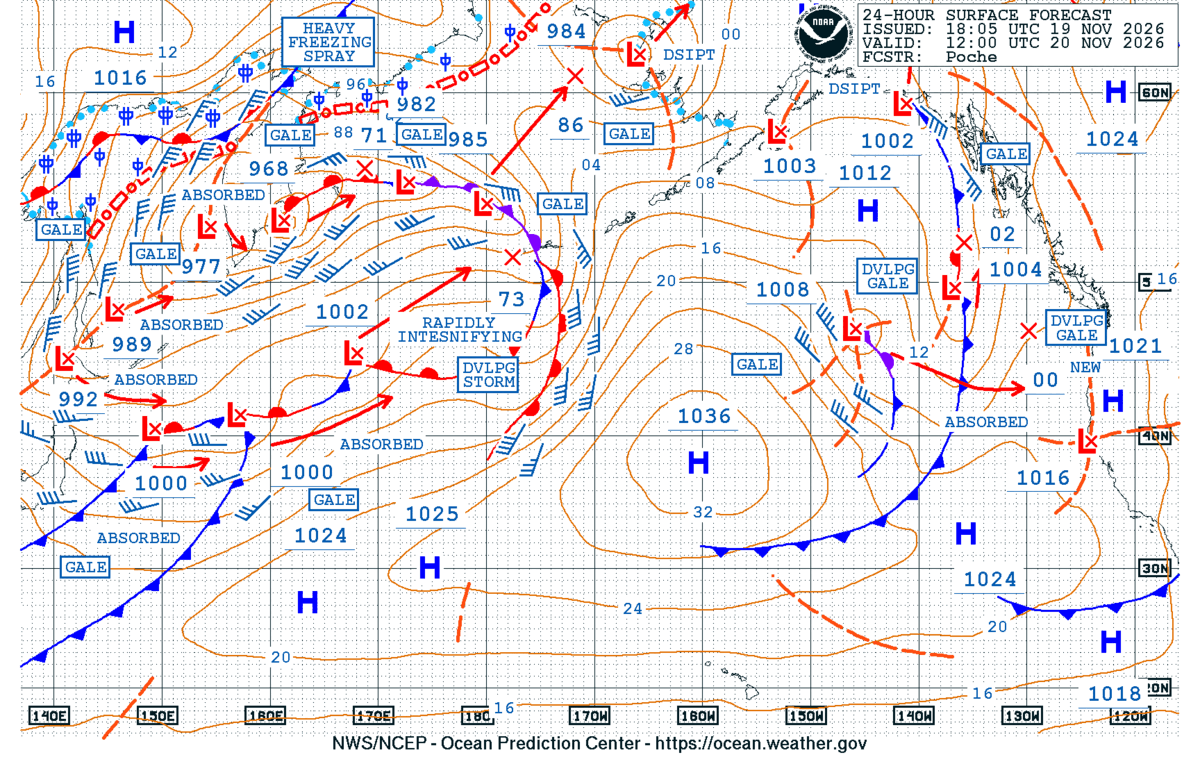 24-HOUR SURFACE FORECAST
ISSUED: 18:05 UTC 19 NOV 2026
VALID: 12:00 UTC 20 NOV 2026
FCSTR: Poche
NOAA
H
HEAVY
FREEZING
SPRAY
984
L
DSIPT
00
12
16
1016
96
982
DSIPT
L
H
60N
GALE
88
71
GALE
985
86
GALE
L
1002
1024
968
04
1003
1012
GALE
ABSORBED
L
08
L
L
L
L
GALE
H
GALE
GALE
977
16
02
1004
DVLPG
GALE
20
1008
L
5
16
L
1002
73
ABSORBED
RAPIDLY
INTESNIFYING
DVLPG
GALE
L
989
L
L
28
12
1021
ABSORBED
DVLPG
STORM
GALE
NEW
00
992
H
L
L
1036
ABSORBED
ABSORBED
40N
L
H
1000
1000
1016
GALE
1025
32
1024
ABSORBED
H
GALE
H
30N
1024
H
24
20
H
20
16
1018
20N
16
140E
150E
160E
170E
180
170W
160W
150W
140W
130W
120W
NWS/NCEP - Ocean Prediction Center - https://ocean.weather.gov